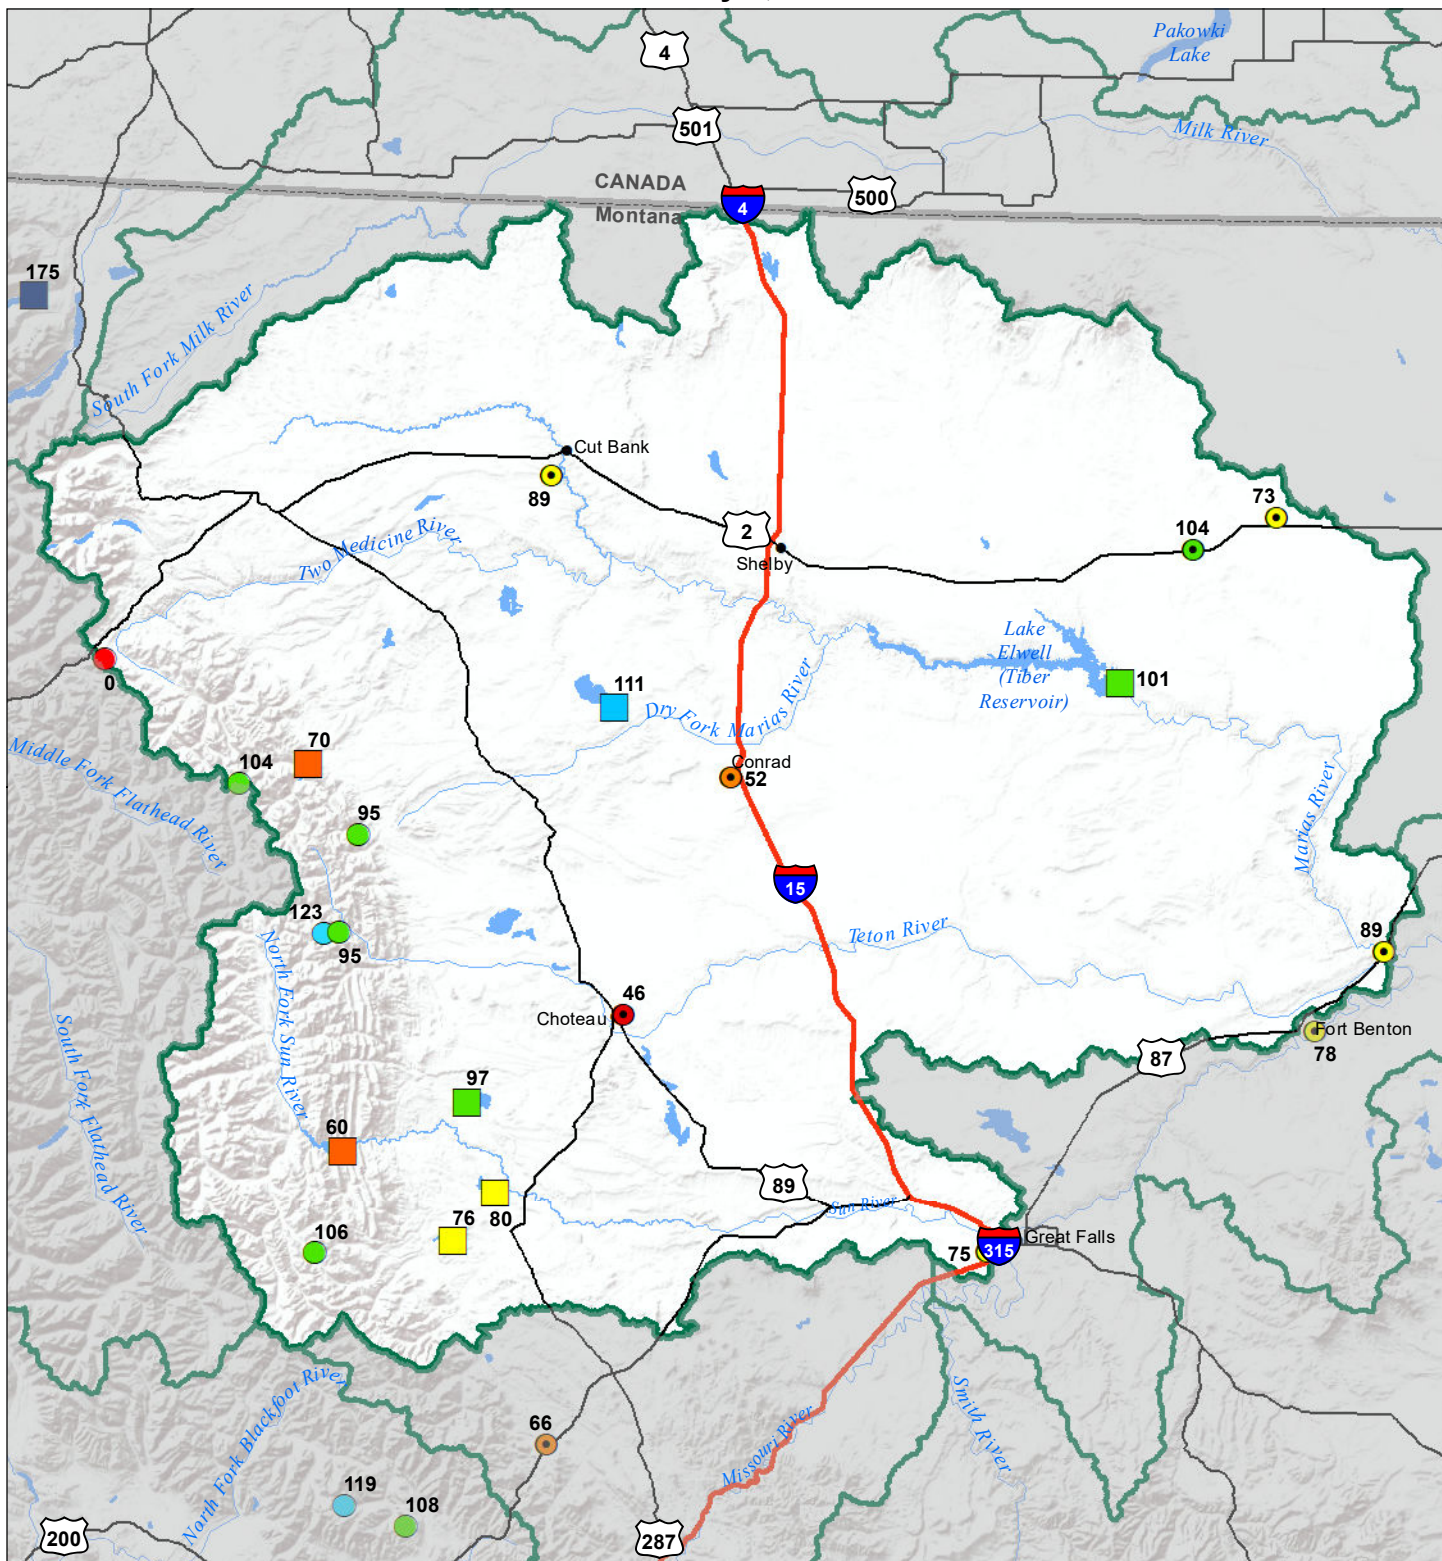 Pakowki
Lake
4
501
Milk River
CANADA
500
4
Montana
175
South Fork Milk River
Cut Bank
89
73
2
104
Two Medicine River
Shelby
Lake
Elwell
(Tiber
Reservoir)
0
101
111
Dry Fork Marias River
70
Middle Fork Flathead River
104
Conrad
52
Marias River
95
15
123
95
North Fork Sun River
Teton River
89
46
Choteau
South Fork Flathead River
Fort Benton
78
87
97
60
89
80
Sun River
76
106
75
315
Great Falls
North Fork Blackfoot River
Smith River
Missouri River
66
119
108
200
287